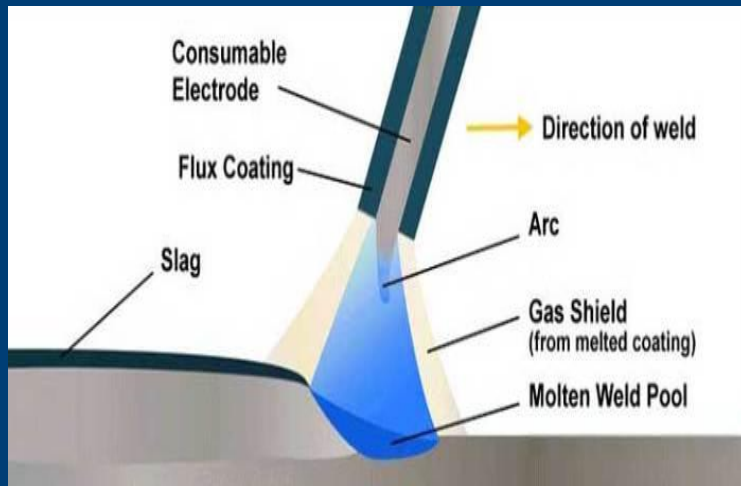 Consumable
Electrode
Direction of weld
Flux Coating
Arc
Slag
Gas Shield
(from melted coating)
Molten Weld Pool